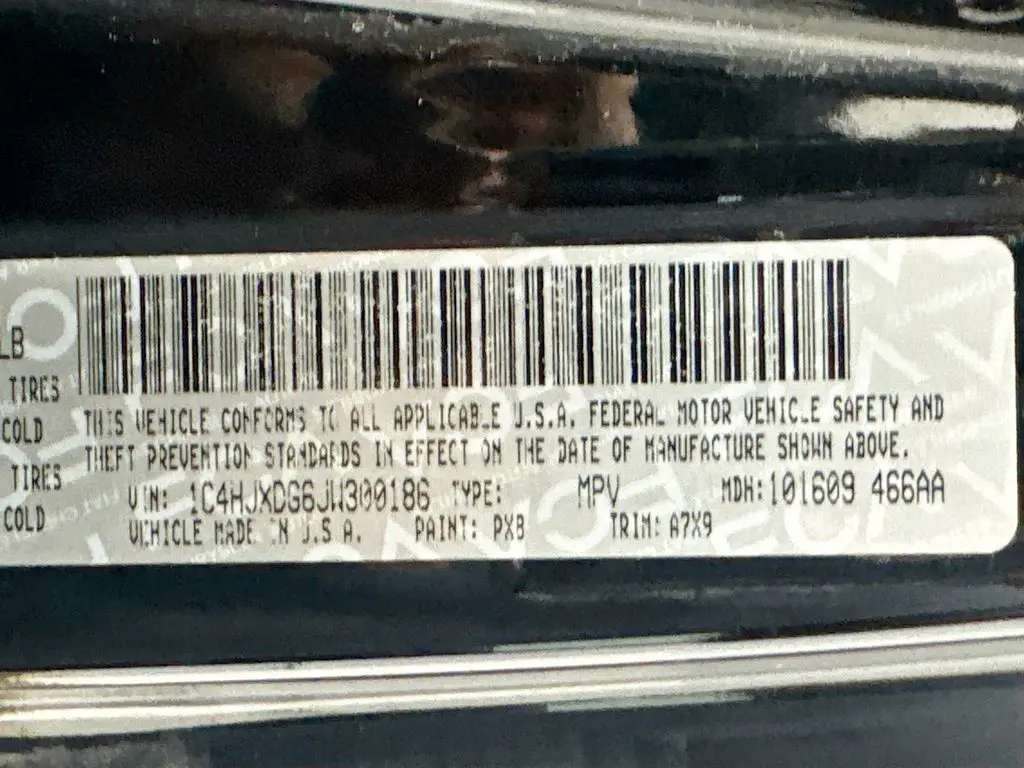 LB
TIRES
COLD
TIRES
COLD
THIS VEHICLE CONFORMS TO ALL APPLICABLE U.S.A. FEDERAL MOTOR VEHICLE SAFETY AND
THEFT PREVENTION STANDARDS IN EFFECT ON THE DATE OF MANUFACTURE SHOWN ABOVE.
VIN: 1C4HJXDG6JW300186 TYPE: MPV MDH: 101609 466AA
VEHICLE MADE IN U.S.A. PAINT: PX8 TRIM: A7X9